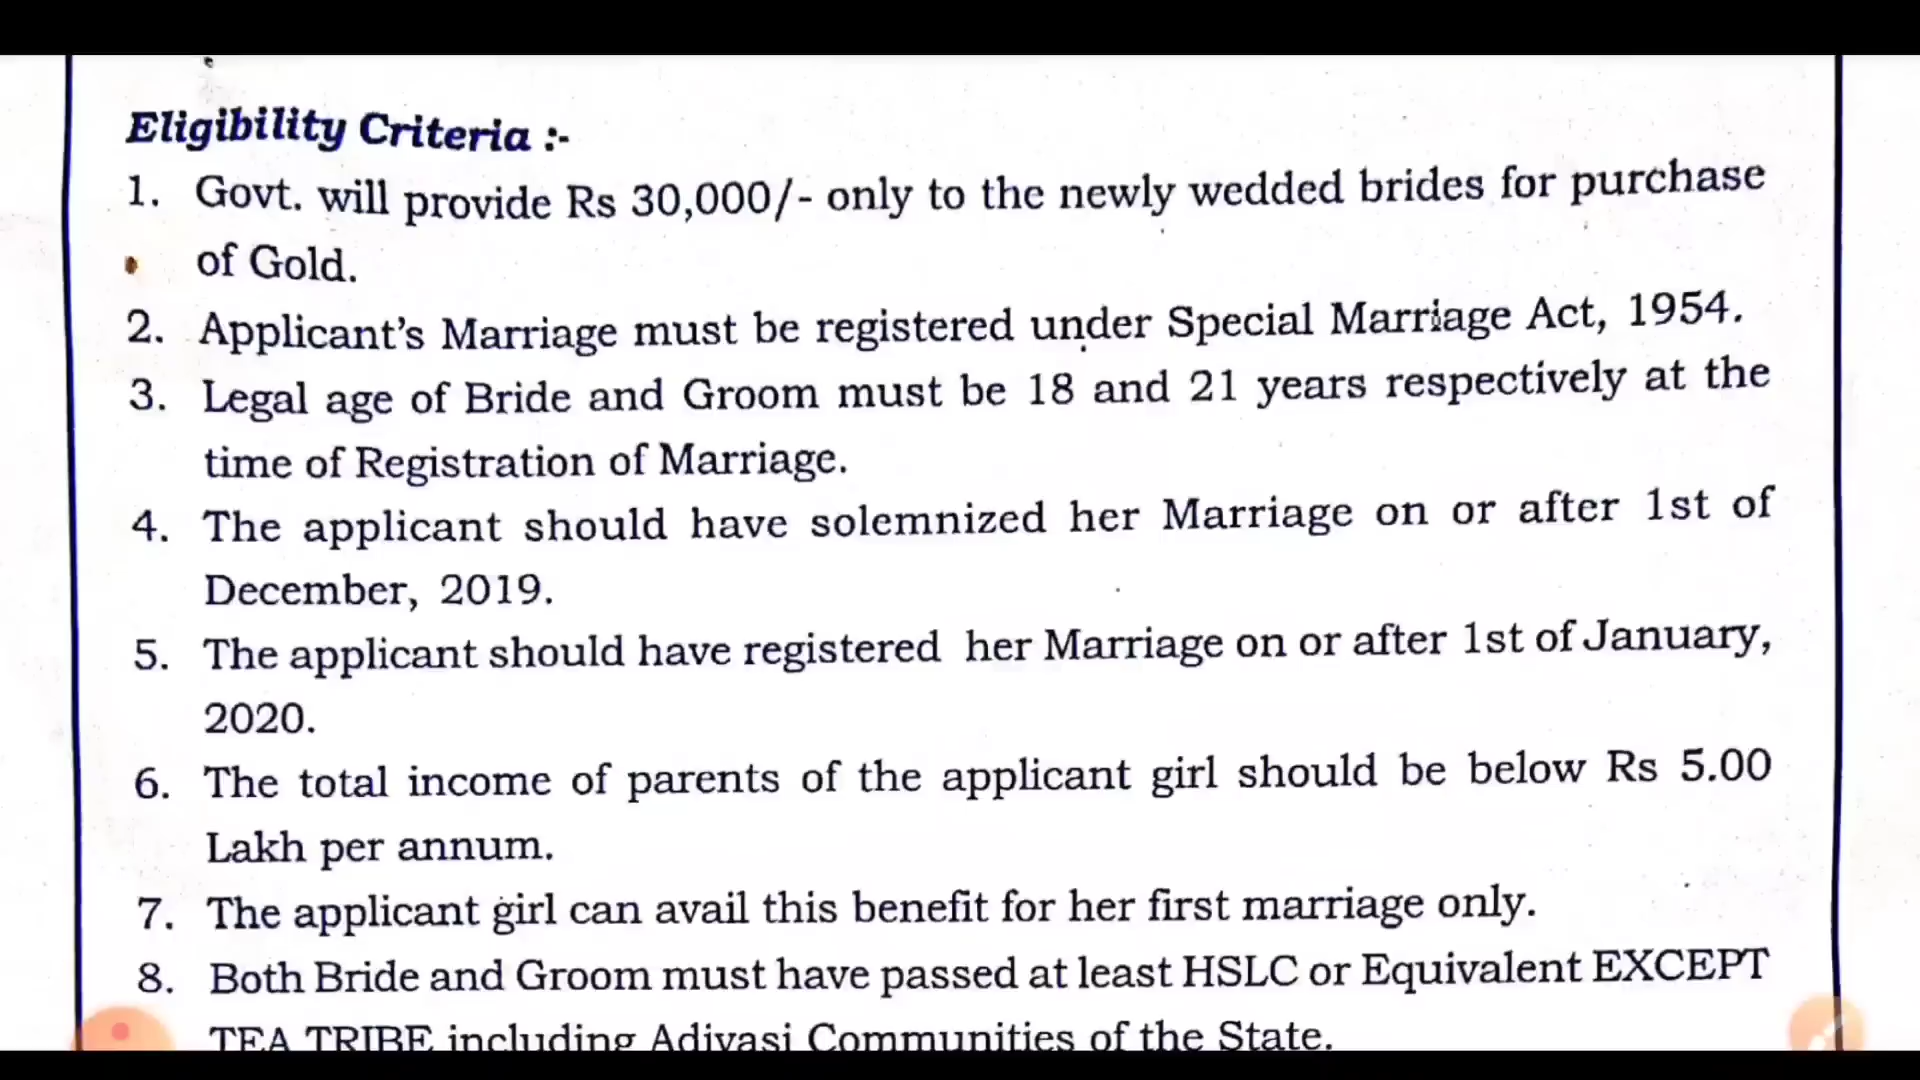 Eligibility Criteria :-
1. Govt. will provide Rs 30,000/- only to the newly wedded brides for purchase
of Gold.
2. Applicant's Marriage must be registered under Special Marriage Act, 1954.
3. Legal age of Bride and Groom must be 18 and 21 years respectively at the
time of Registration of Marriage.
4. The applicant should have solemnized her Marriage on or after 1st of
December, 2019.
5. The applicant should have registered her Marriage on or after 1st of January,
2020.
6. The total income of parents of the applicant girl should be below Rs 5.00
Lakh per annum.
7. The applicant girl can avail this benefit for her first marriage only.
8. Both Bride and Groom must have passed at least HSLC or Equivalent EXCEPT
TEA TRIBE including Adivasi Communities of the State.